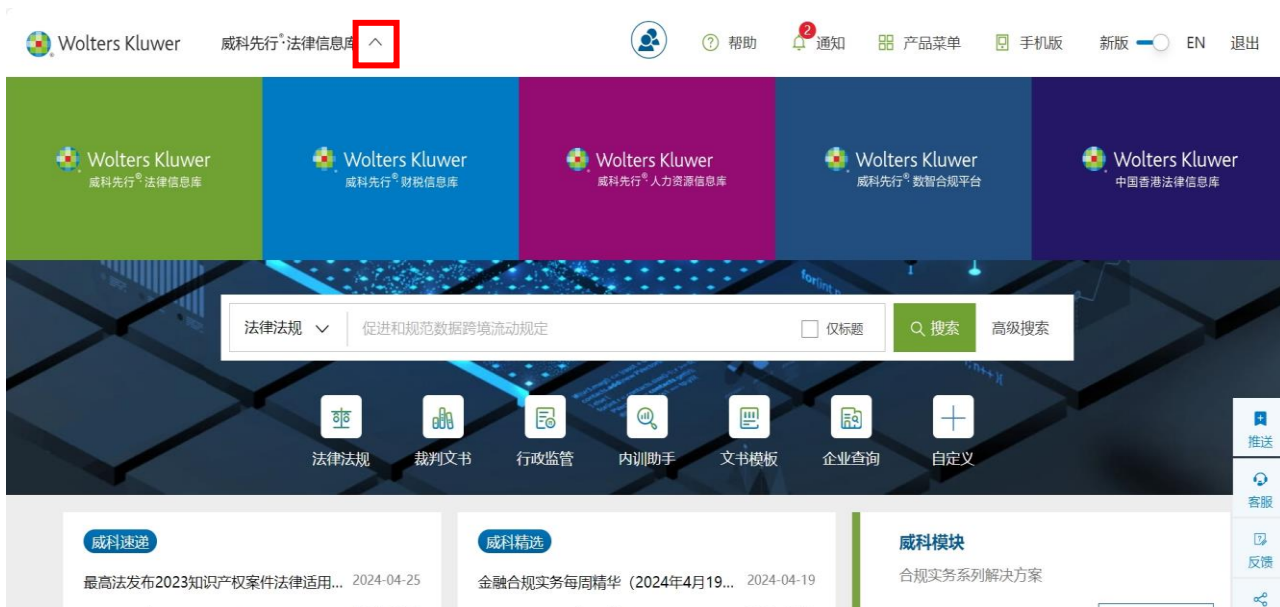 Wolters Kluwer 威科先行®·法律信息库 帮助 2 通知 产品菜单 手机版 新版 EN 退出
Wolters Kluwer Wolters Kluwer Wolters Kluwer Wolters Kluwer Wolters Kluwer
威科先行®·法律信息库 威科先行®·财税信息库 威科先行®·人力资源信息库 威科先行®·数智合规平台 中国香港法律信息库
法律法规 促进和规范数据跨境流动规定 仅标题 搜索 高级搜索
法律法规 裁判文书 行政监管 内训助手 文书模板 企业查询 自定义
推送
客服
反馈
威科速递 威科精选 威科模块
最高法发布2023知识产权案件法律适用... 2024-04-25 金融合规实务每周精华（2024年4月19... 2024-04-19 合规实务系列解决方案